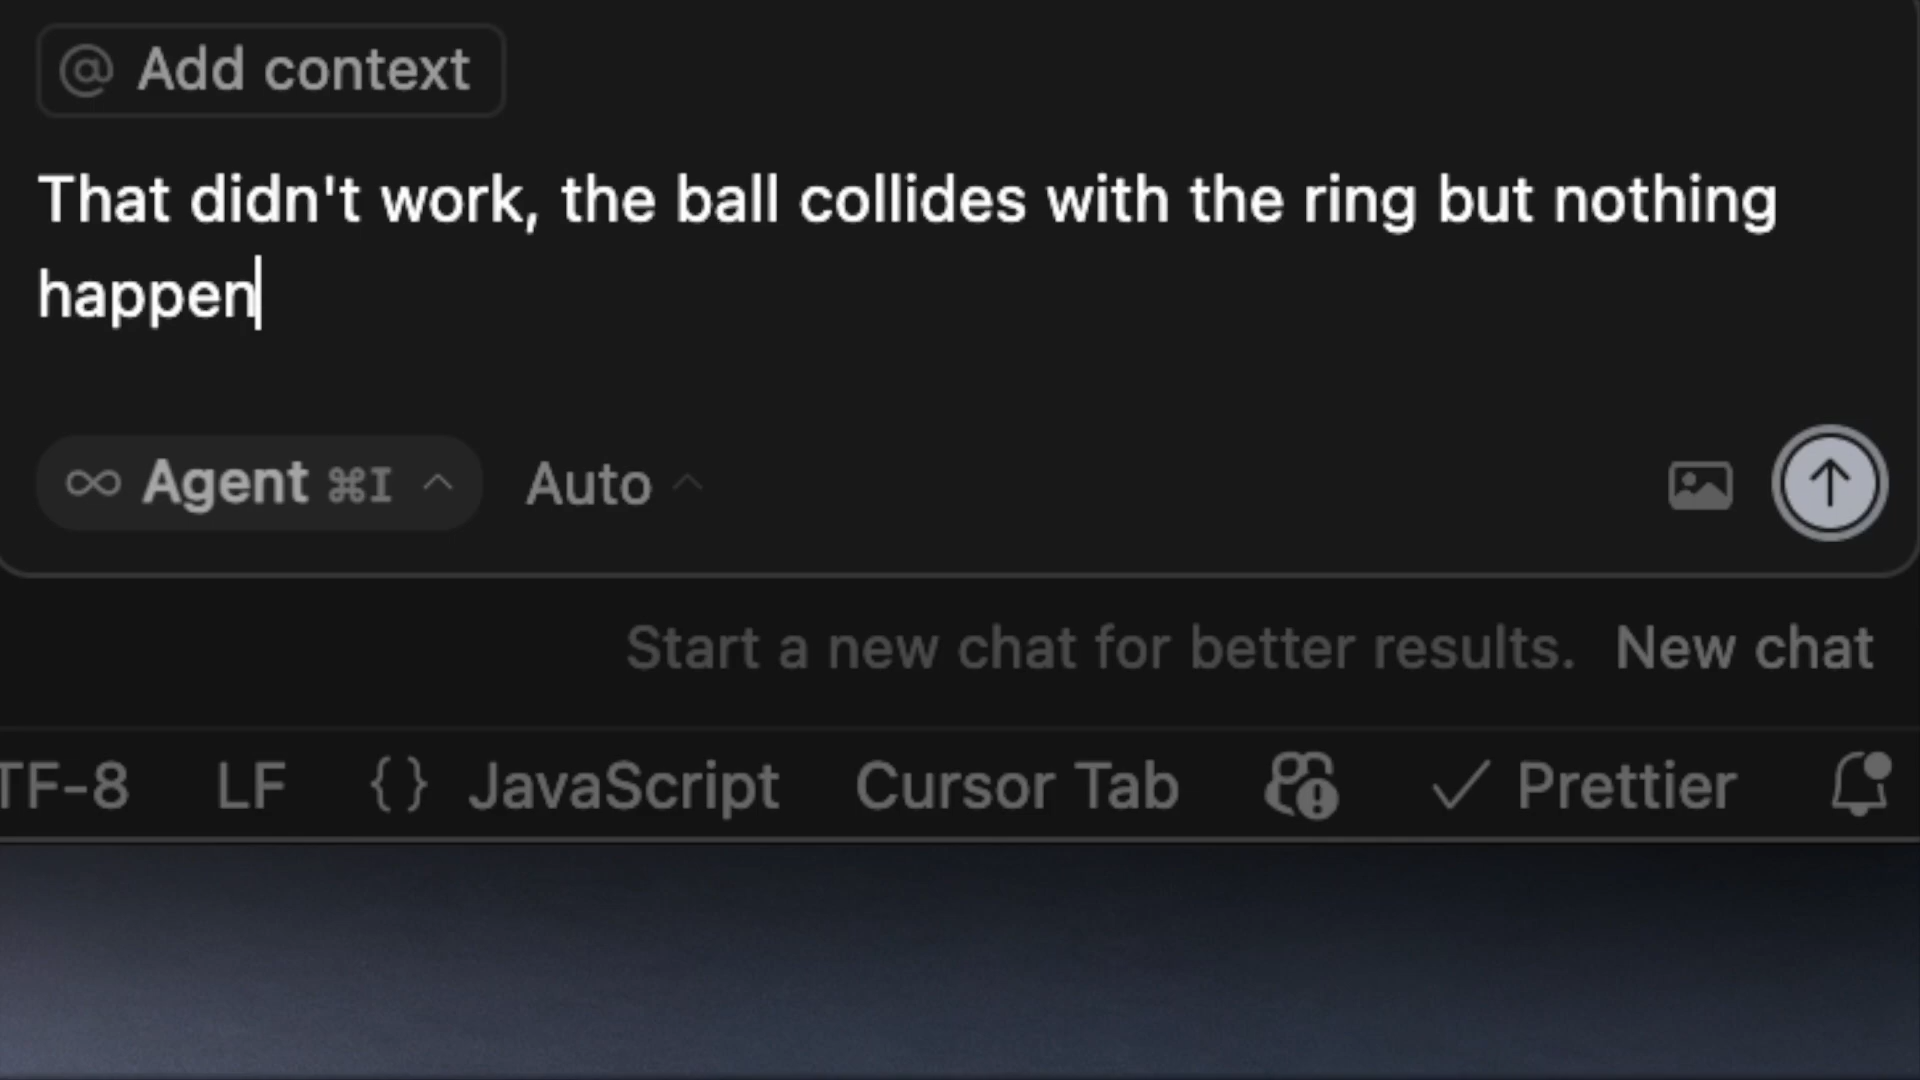 @ Add context
That didn't work, the ball collides with the ring but nothing
happen
Agent ⌘I Auto
Start a new chat for better results. New chat
TF-8 LF {} JavaScript Cursor Tab Prettier